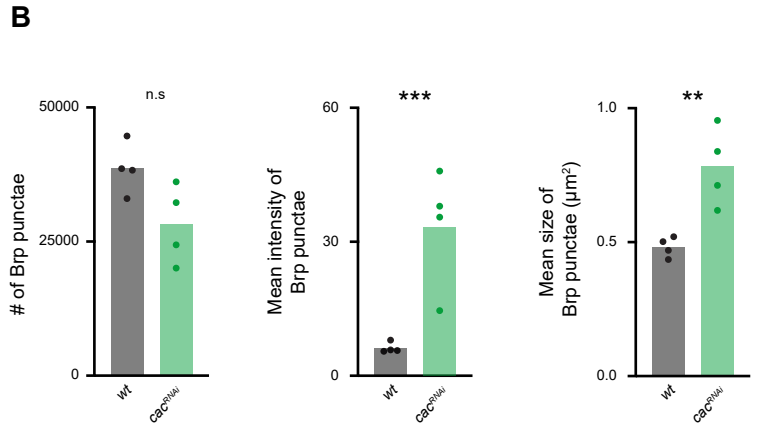 B
n.s
50000
25000
0
# of Brp punctae
wt
cacRNAi
***
60
30
0
Mean intensity of
Brp punctae
wt
cacRNAi
**
1.0
0.5
0.0
Mean size of
Brp punctae (μm²)
wt
cacRNAi